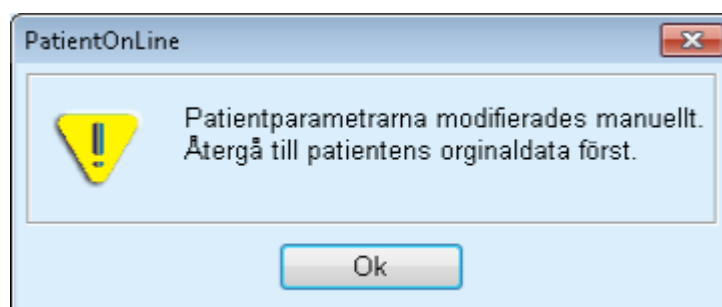 PatientOnLine
Patientparametrarna modifierades manuellt.
Återgå till patientens orginaldata först.
Ok